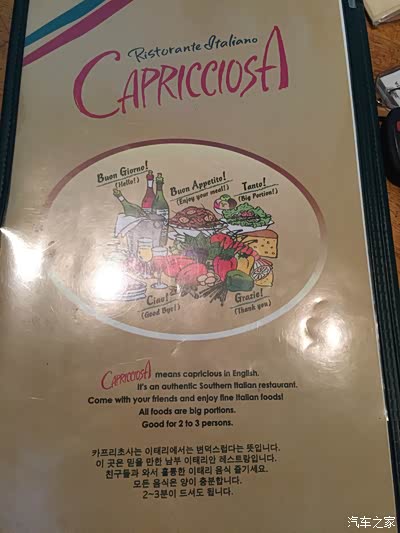 Ristorante Italiano
CAPRICCIOSA
Buon Giorno!
(Hello!)
Buon Appetito!
(Enjoy your meal!)
Tanto!
(Big Portion!)
Ciao!
(Good Bye!)
Grazie!
(Thank you)
CAPRICCIOSA means capricious in English.
It's an authentic Southern Italian restaurant.
Come with your friends and enjoy fine Italian foods!
All foods are big portions.
Good for 2 to 3 persons.
카프리초사는 이태리에서는 변덕스럽다는 뜻입니다.
이 곳은 믿을 만한 남부 이태리안 레스토랑입니다.
친구들과 와서 훌륭한 이태리 음식 즐기세요.
모든 음식은 양이 충분합니다.
2~3분이 드셔도 됩니다.
汽车之家